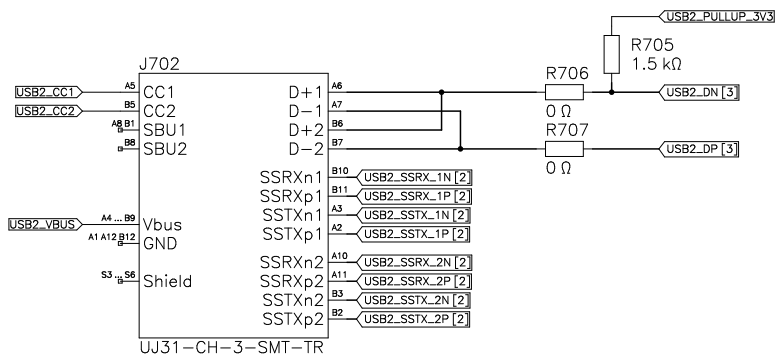 USB2_PULLUP_3V3
R705
1.5 kΩ
J702
R706
USB2_CC1 A5 CC1 D+1 A6 USB2_DN [3]
USB2_CC2 B5 CC2 D-1 A7 0 Ω
A8 B1 SBU1 D+2 B6 R707
B8 SBU2 D-2 B7 USB2_DP [3]
0 Ω
SSRXn1 B10 USB2_SSRX_1N [2]
SSRXp1 B11 USB2_SSRX_1P [2]
SSTXn1 A3 USB2_SSTX_1N [2]
USB2_VBUS A4 ... B9 Vbus SSTXp1 A2 USB2_SSTX_1P [2]
A1 A12 B12 GND
SSRXn2 A10 USB2_SSRX_2N [2]
S3 ... S6 Shield SSRXp2 A11 USB2_SSRX_2P [2]
SSTXn2 B3 USB2_SSTX_2N [2]
SSTXp2 B2 USB2_SSTX_2P [2]
UJ31-CH-3-SMT-TR